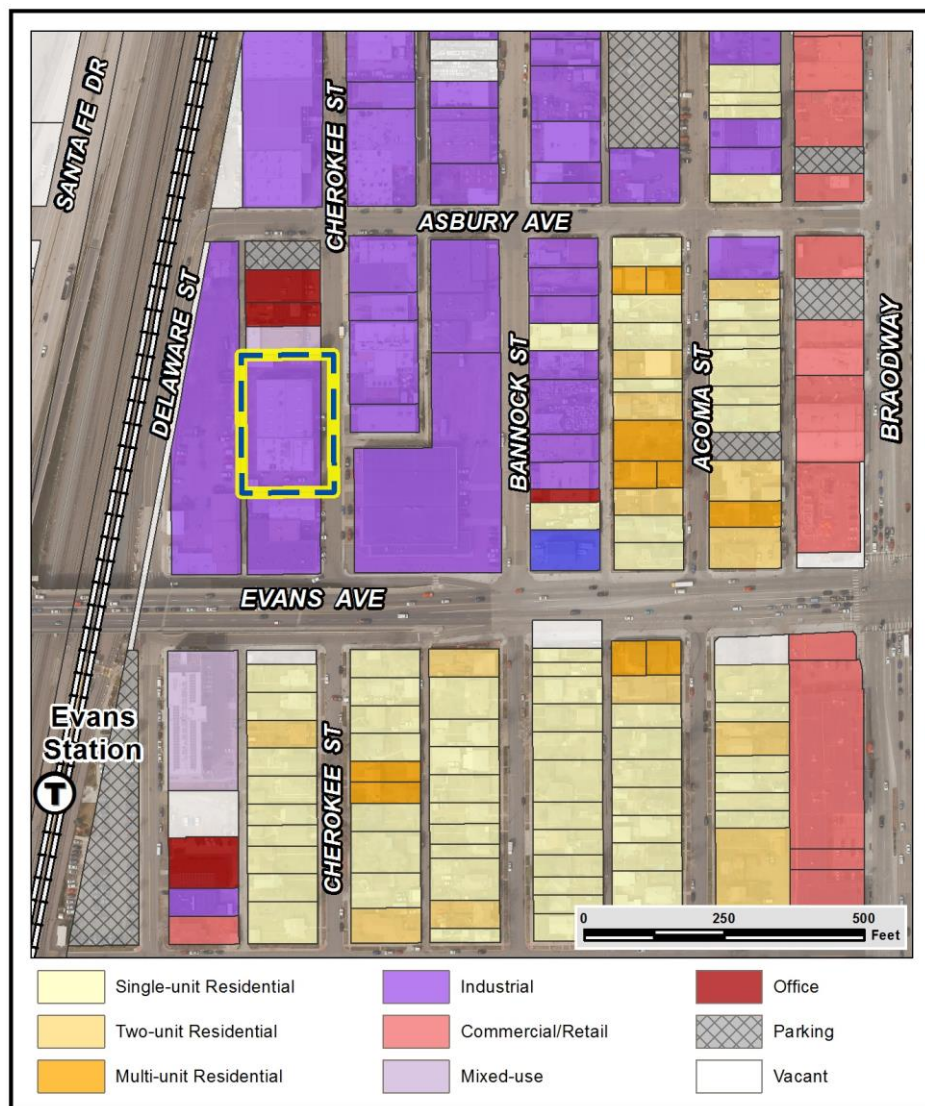 SANTA FE DR
CHEROKEE ST
ASBURY AVE
DELAWARE ST
BANNOCK ST
ACOMA ST
BRAODWAY
EVANS AVE
Evans
Station
T
CHEROKEE ST
0 250 500
Feet
Single-unit Residential
Industrial
Office
Two-unit Residential
Commercial/Retail
Parking
Multi-unit Residential
Mixed-use
Vacant